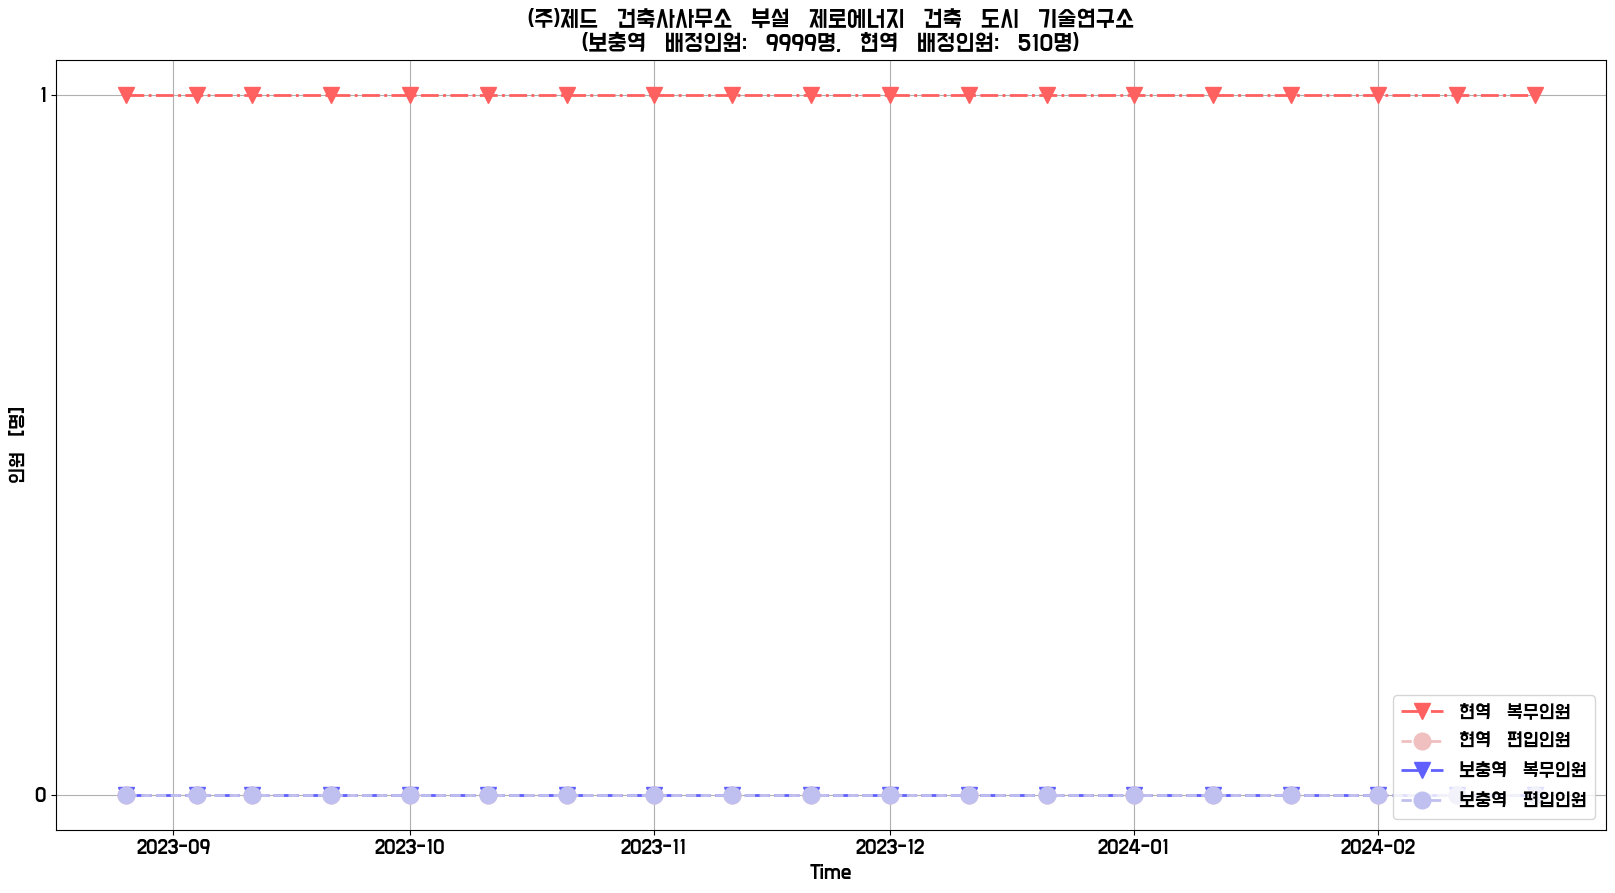 (주)제드 건축사사무소 부설 제로에너지 건축 도시 기술연구소
(보충역 배정인원: 9999명, 현역 배정인원: 510명)
1
0
인원 [명]
2023-09
2023-10
2023-11
2023-12
2024-01
2024-02
Time
현역 복무인원
현역 편입인원
보충역 복무인원
보충역 편입인원